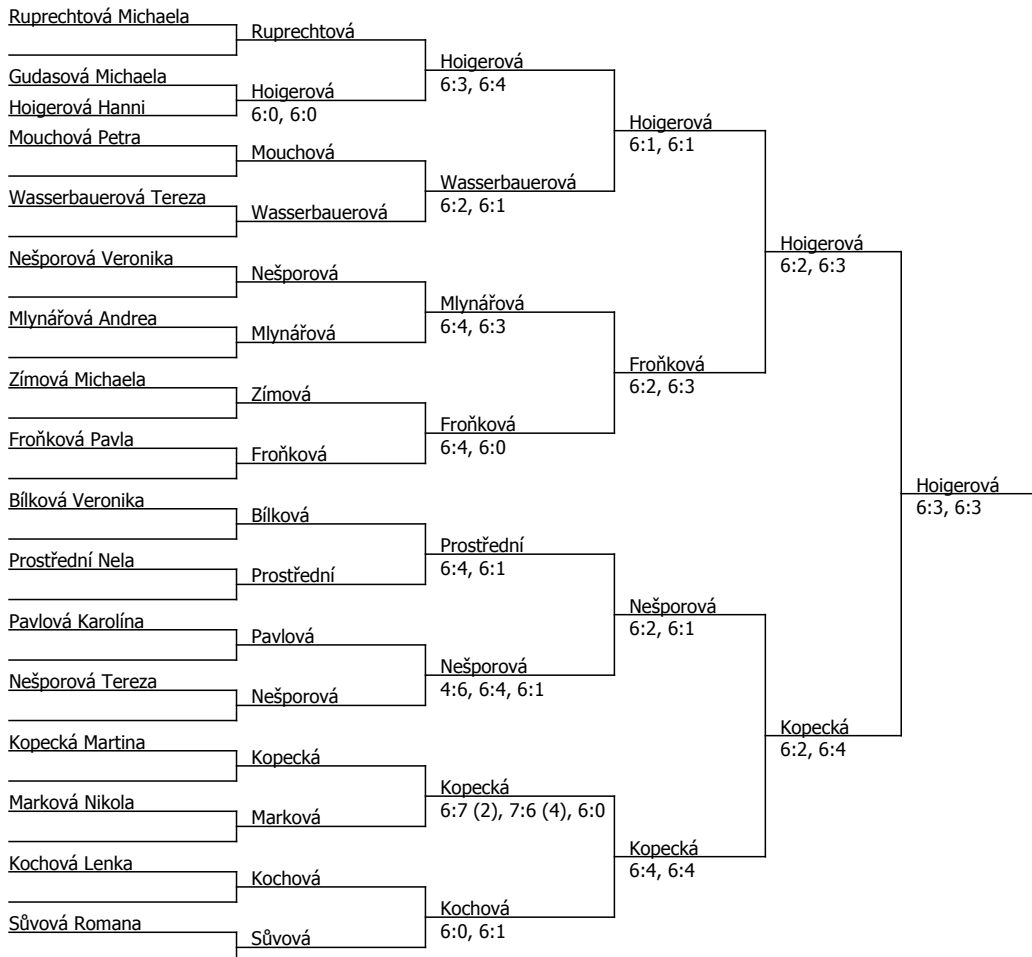 Ruprechtová Michaela
Gudasová Michaela
Hoigerová Hanni
Mouchová Petra
Wasserbauerová Tereza
Nešporová Veronika
Mlynářová Andrea
Zímová Michaela
Froňková Pavla
Bílková Veronika
Prostřední Nela
Pavlová Karolína
Nešporová Tereza
Kopecká Martina
Marková Nikola
Kochová Lenka
Sůvová Romana
Ruprechtová
Hoigerová
6:0, 6:0
Mouchová
Wasserbauerová
Nešporová
Mlynářová
Zímová
Froňková
Bílková
Prostřední
Pavlová
Nešporová
Kopecká
Marková
Kochová
Sůvová
Hoigerová
6:3, 6:4
Wasserbauerová
6:2, 6:1
Mlynářová
6:4, 6:3
Froňková
6:4, 6:0
Prostřední
6:4, 6:1
Nešporová
4:6, 6:4, 6:1
Kopecká
6:7 (2), 7:6 (4), 6:0
Kochová
6:0, 6:1
Hoigerová
6:1, 6:1
Froňková
6:2, 6:3
Nešporová
6:2, 6:1
Kopecká
6:4, 6:4
Hoigerová
6:2, 6:3
Kopecká
6:2, 6:4
Hoigerová
6:3, 6:3